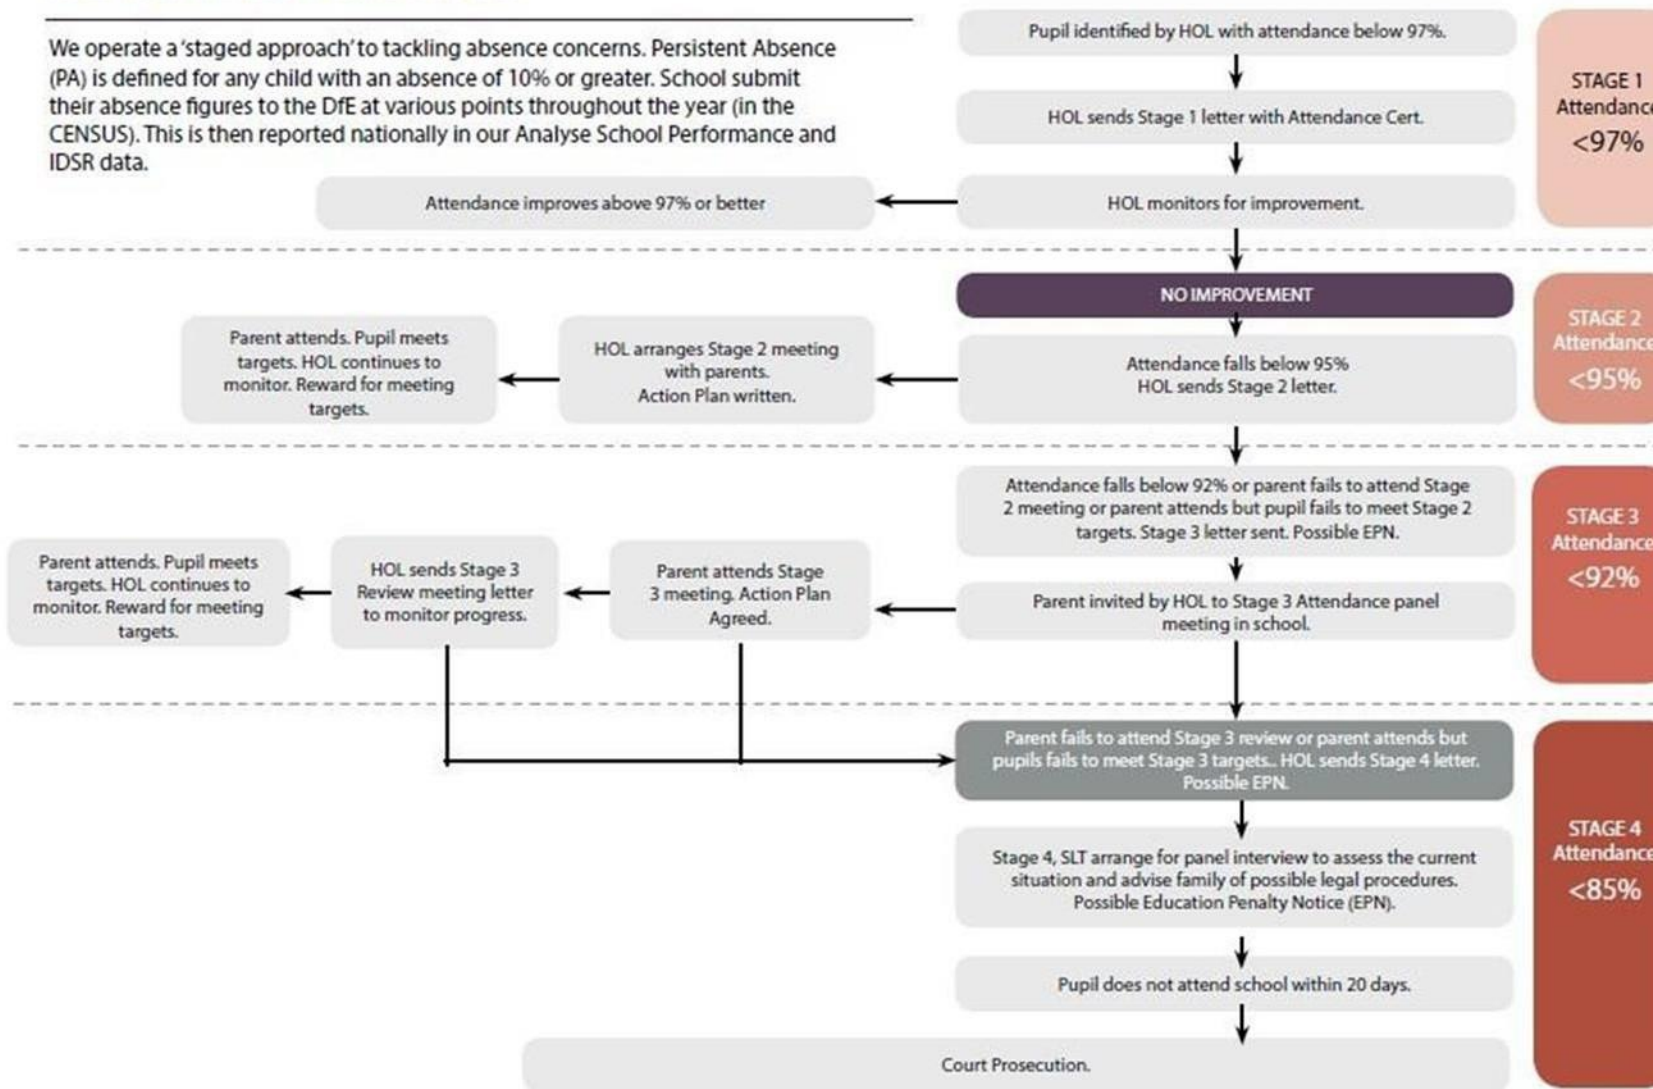 We operate a 'staged approach' to tackling absence concerns. Persistent Absence
(PA) is defined for any child with an absence of 10% or greater. School submit
their absence figures to the DfE at various points throughout the year (in the
CENSUS). This is then reported nationally in our Analyse School Performance and
IDSR data.
Pupil identified by HOL with attendance below 97%.
HOL sends Stage 1 letter with Attendance Cert.
HOL monitors for improvement.
Attendance improves above 97% or better
STAGE 1
Attendance
<97%
NO IMPROVEMENT
Attendance falls below 95%
HOL sends Stage 2 letter.
HOL arranges Stage 2 meeting
with parents.
Action Plan written.
Parent attends. Pupil meets
targets. HOL continues to
monitor. Reward for meeting
targets.
STAGE 2
Attendance
<95%
Attendance falls below 92% or parent fails to attend Stage
2 meeting or parent attends but pupil fails to meet Stage 2
targets. Stage 3 letter sent. Possible EPN.
Parent invited by HOL to Stage 3 Attendance panel
meeting in school.
Parent attends Stage
3 meeting. Action Plan
Agreed.
HOL sends Stage 3
Review meeting letter
to monitor progress.
Parent attends. Pupil meets
targets. HOL continues to
monitor. Reward for meeting
targets.
STAGE 3
Attendance
<92%
Parent fails to attend Stage 3 review or parent attends but
pupils fails to meet Stage 3 targets.. HOL sends Stage 4 letter.
Possible EPN.
Stage 4, SLT arrange for panel interview to assess the current
situation and advise family of possible legal procedures.
Possible Education Penalty Notice (EPN).
Pupil does not attend school within 20 days.
Court Prosecution.
STAGE 4
Attendance
<85%